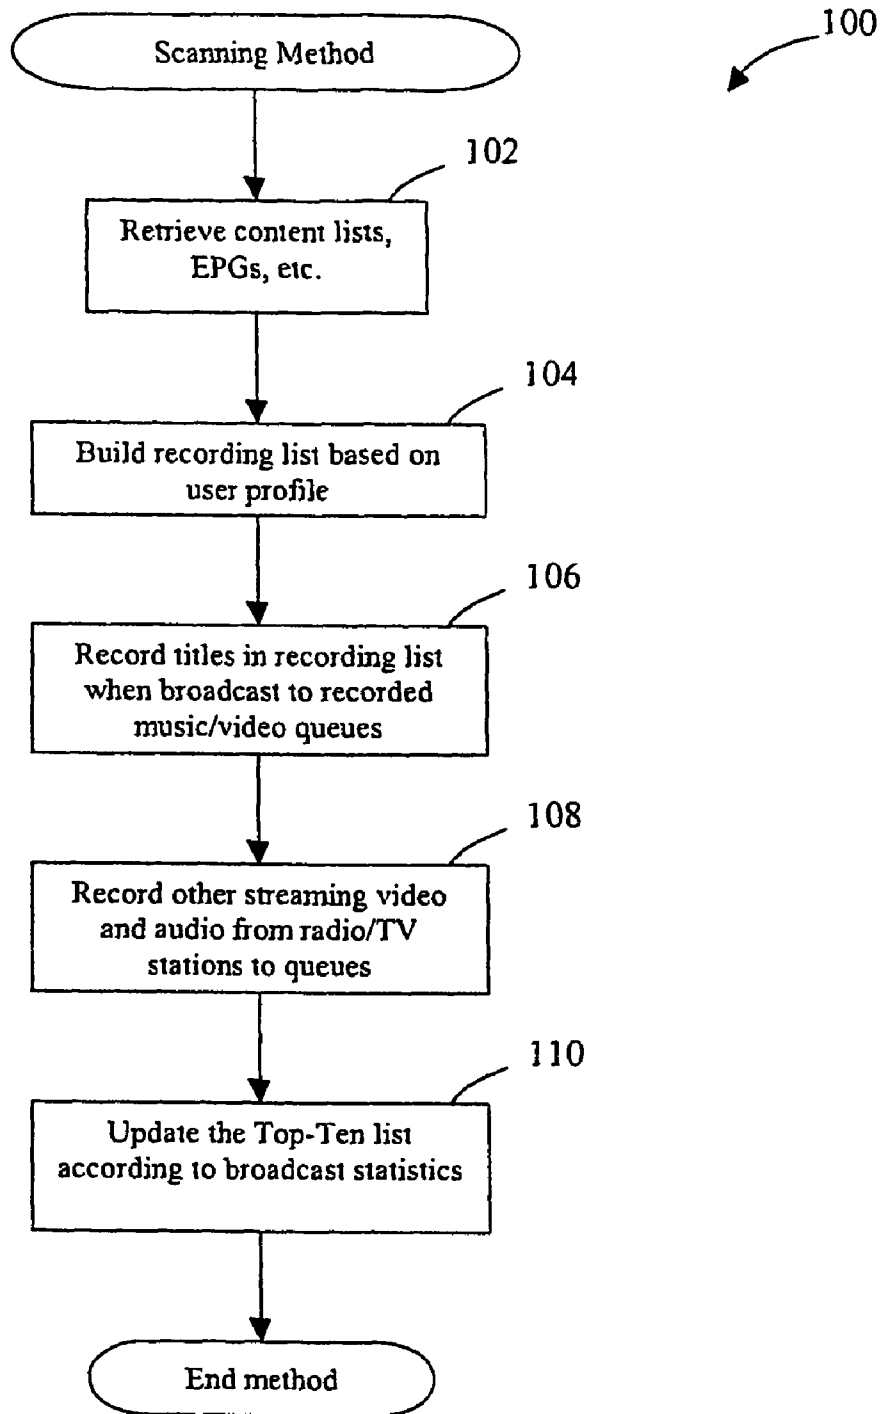 100
Scanning Method
102
Retrieve content lists,
EPGs, etc.
104
Build recording list based on
user profile
106
Record titles in recording list
when broadcast to recorded
music/video queues
108
Record other streaming video
and audio from radio/TV
stations to queues
110
Update the Top-Ten list
according to broadcast statistics
End method